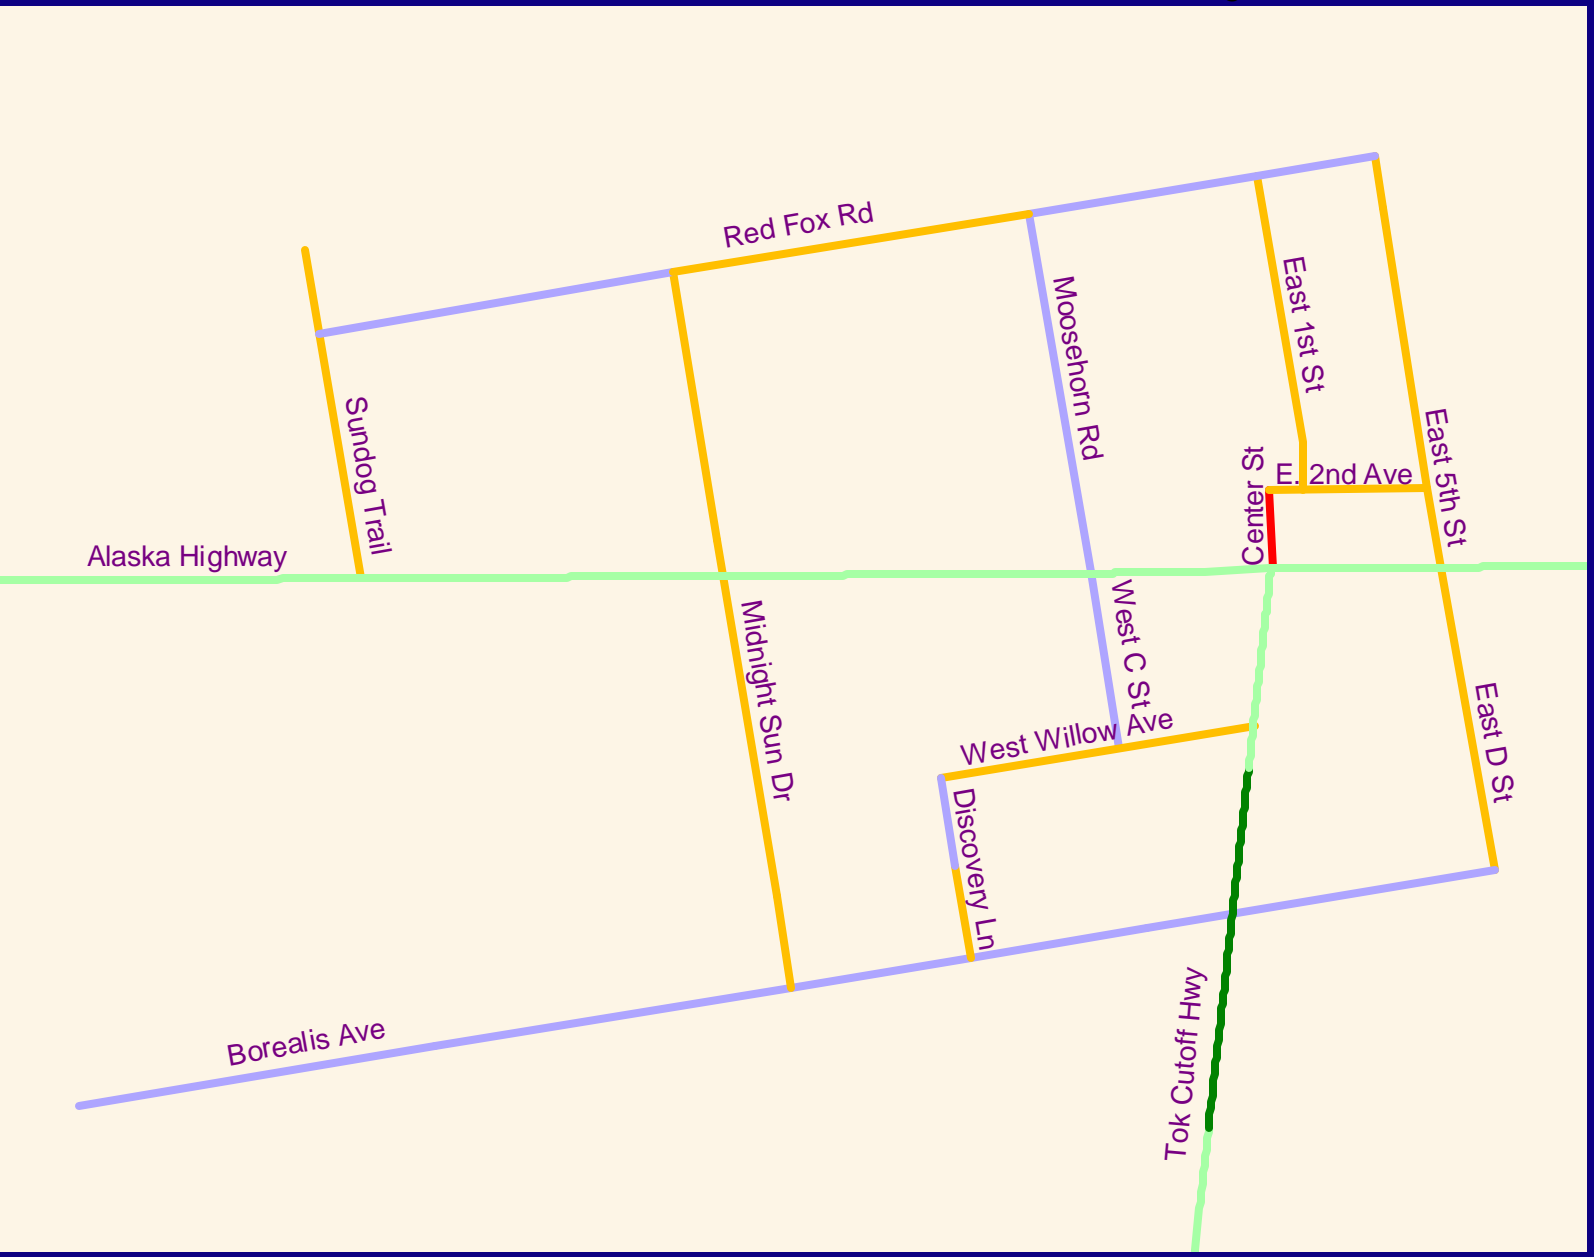 Red Fox Rd
Moosehorn Rd
East 1st St
Sundog Trail
East 5th St
Center St
E. 2nd Ave
Alaska Highway
Midnight Sun Dr
West C St
East D St
West Willow Ave
Discovery Ln
Tok Cutoff Hwy
Borealis Ave